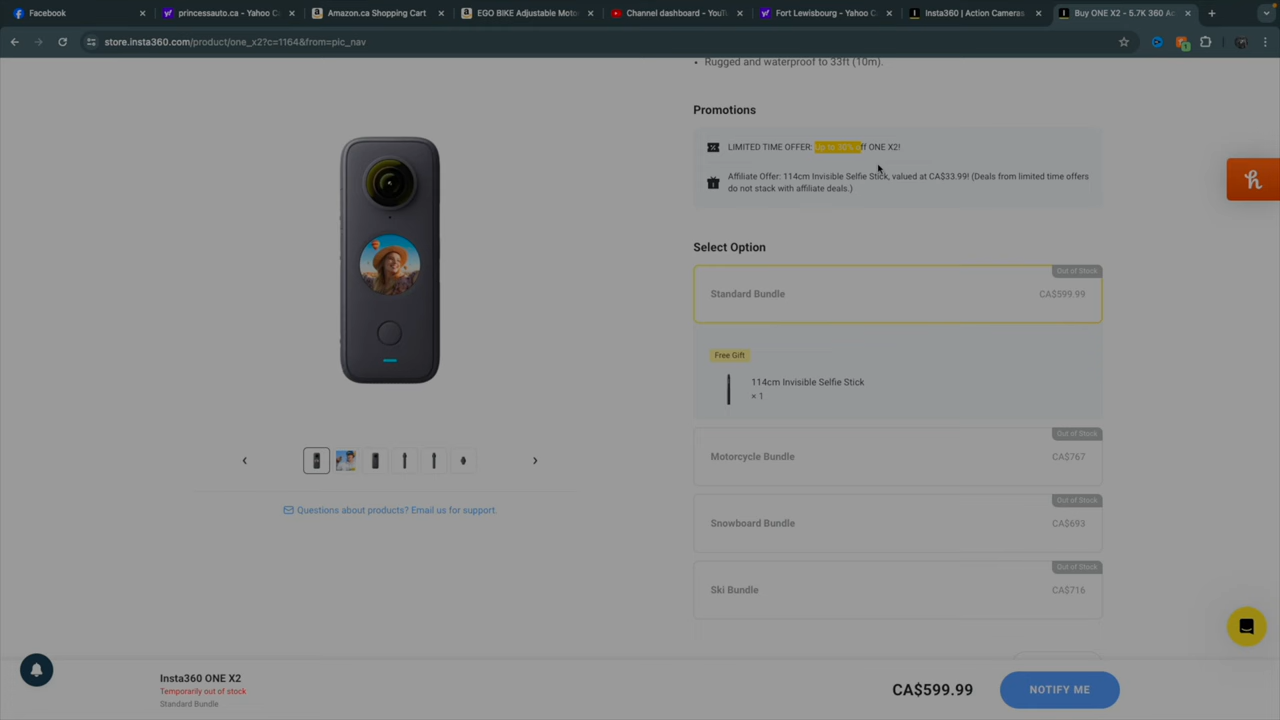 Facebook
princessauto.ca - Yahoo C
Amazon.ca Shopping Cart
EGO BIKE Adjustable Moto
Channel dashboard - YouTu
Fort Lewisbourg - Yahoo C
Insta360 | Action Cameras
Buy ONE X2 - 5.7K 360 Ac
store.insta360.com/product/one_x2?c=1164&from=pic_nav
• Rugged and waterproof to 33ft (10m).
Promotions
LIMITED TIME OFFER: Up to 30% off ONE X2!
Affiliate Offer: 114cm Invisible Selfie Stick, valued at CA$33.99! (Deals from limited time offers
do not stack with affiliate deals.)
Select Option
Out of Stock
Standard Bundle CA$599.99
Free Gift
114cm Invisible Selfie Stick
× 1
Out of Stock
Motorcycle Bundle CA$767
Out of Stock
Snowboard Bundle CA$693
Out of Stock
Ski Bundle CA$716
Questions about products? Email us for support.
Insta360 ONE X2
Temporarily out of stock
Standard Bundle
CA$599.99
NOTIFY ME